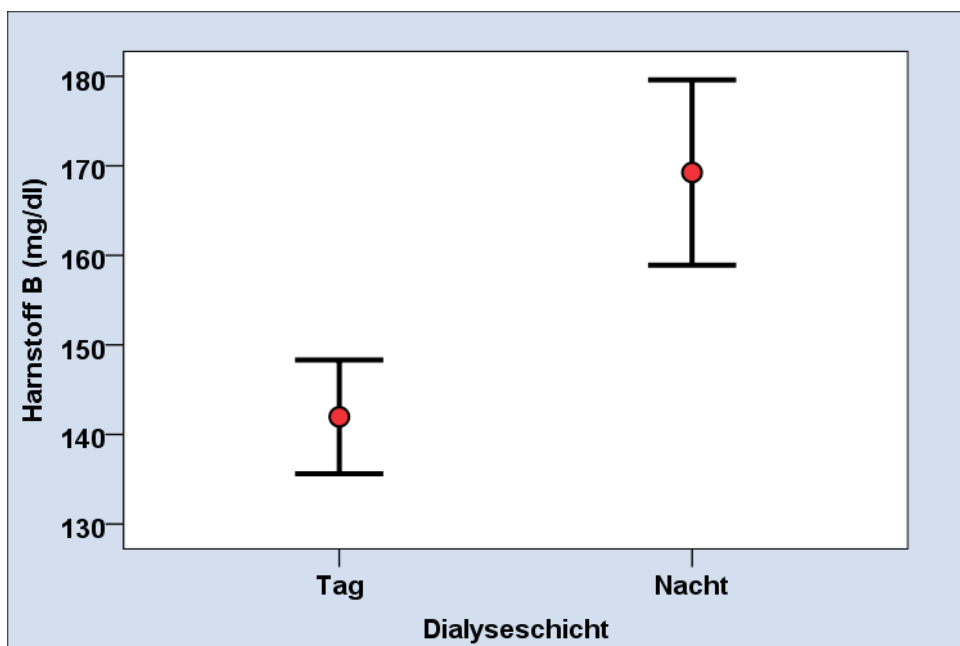 Harnstoff B (mg/dl)
180
170
160
150
140
130
Tag Nacht
Dialyseschicht